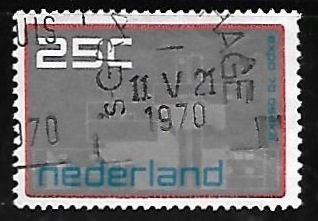 25C
'S GRAVENHAGE
11 V 21
1970
1970
expo '70 osaka
nederland